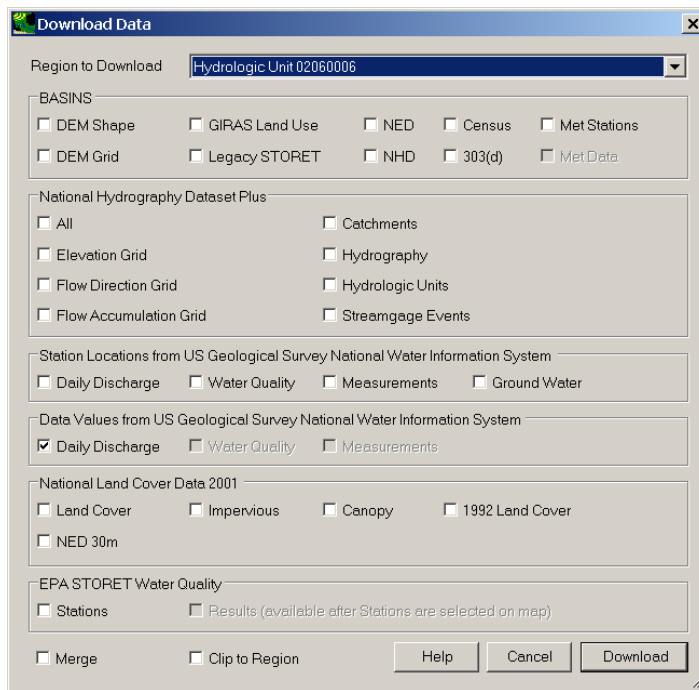 Download Data
Region to Download Hydrologic Unit 02060006
BASINS
DEM Shape GIRAS Land Use NED Census Met Stations
DEM Grid Legacy STORET NHD 303(d) Met Data
National Hydrography Dataset Plus
All Catchments
Elevation Grid Hydrography
Flow Direction Grid Hydrologic Units
Flow Accumulation Grid Streamgage Events
Station Locations from US Geological Survey National Water Information System
Daily Discharge Water Quality Measurements Ground Water
Data Values from US Geological Survey National Water Information System
Daily Discharge Water Quality Measurements
National Land Cover Data 2001
Land Cover Impervious Canopy 1992 Land Cover
NED 30m
EPA STORET Water Quality
Stations Results (available after Stations are selected on map)
Merge Clip to Region Help Cancel Download